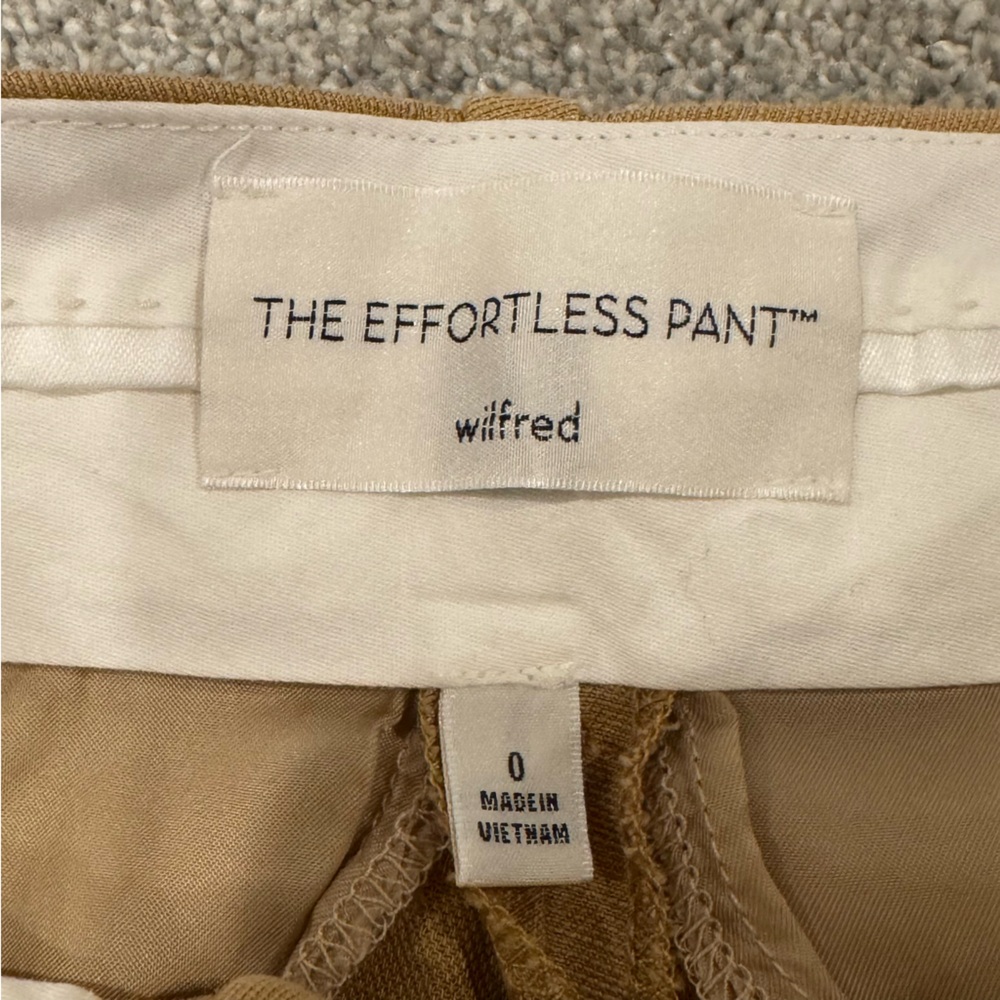 THE EFFORTLESS PANT™
wilfred
0
MADE IN
VIETNAM